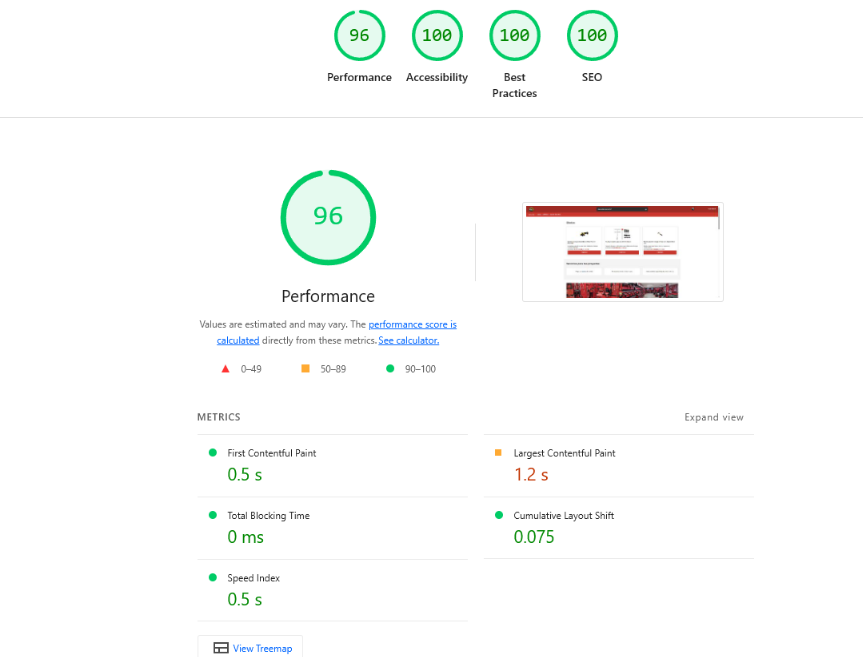 96
100
100
100
Performance
Accessibility
Best
Practices
SEO
96
Performance
Values are estimated and may vary. The performance score is
calculated directly from these metrics. See calculator.
0–49
50–89
90–100
METRICS
Expand view
First Contentful Paint
0.5 s
Largest Contentful Paint
1.2 s
Total Blocking Time
0 ms
Cumulative Layout Shift
0.075
Speed Index
0.5 s
View Treemap